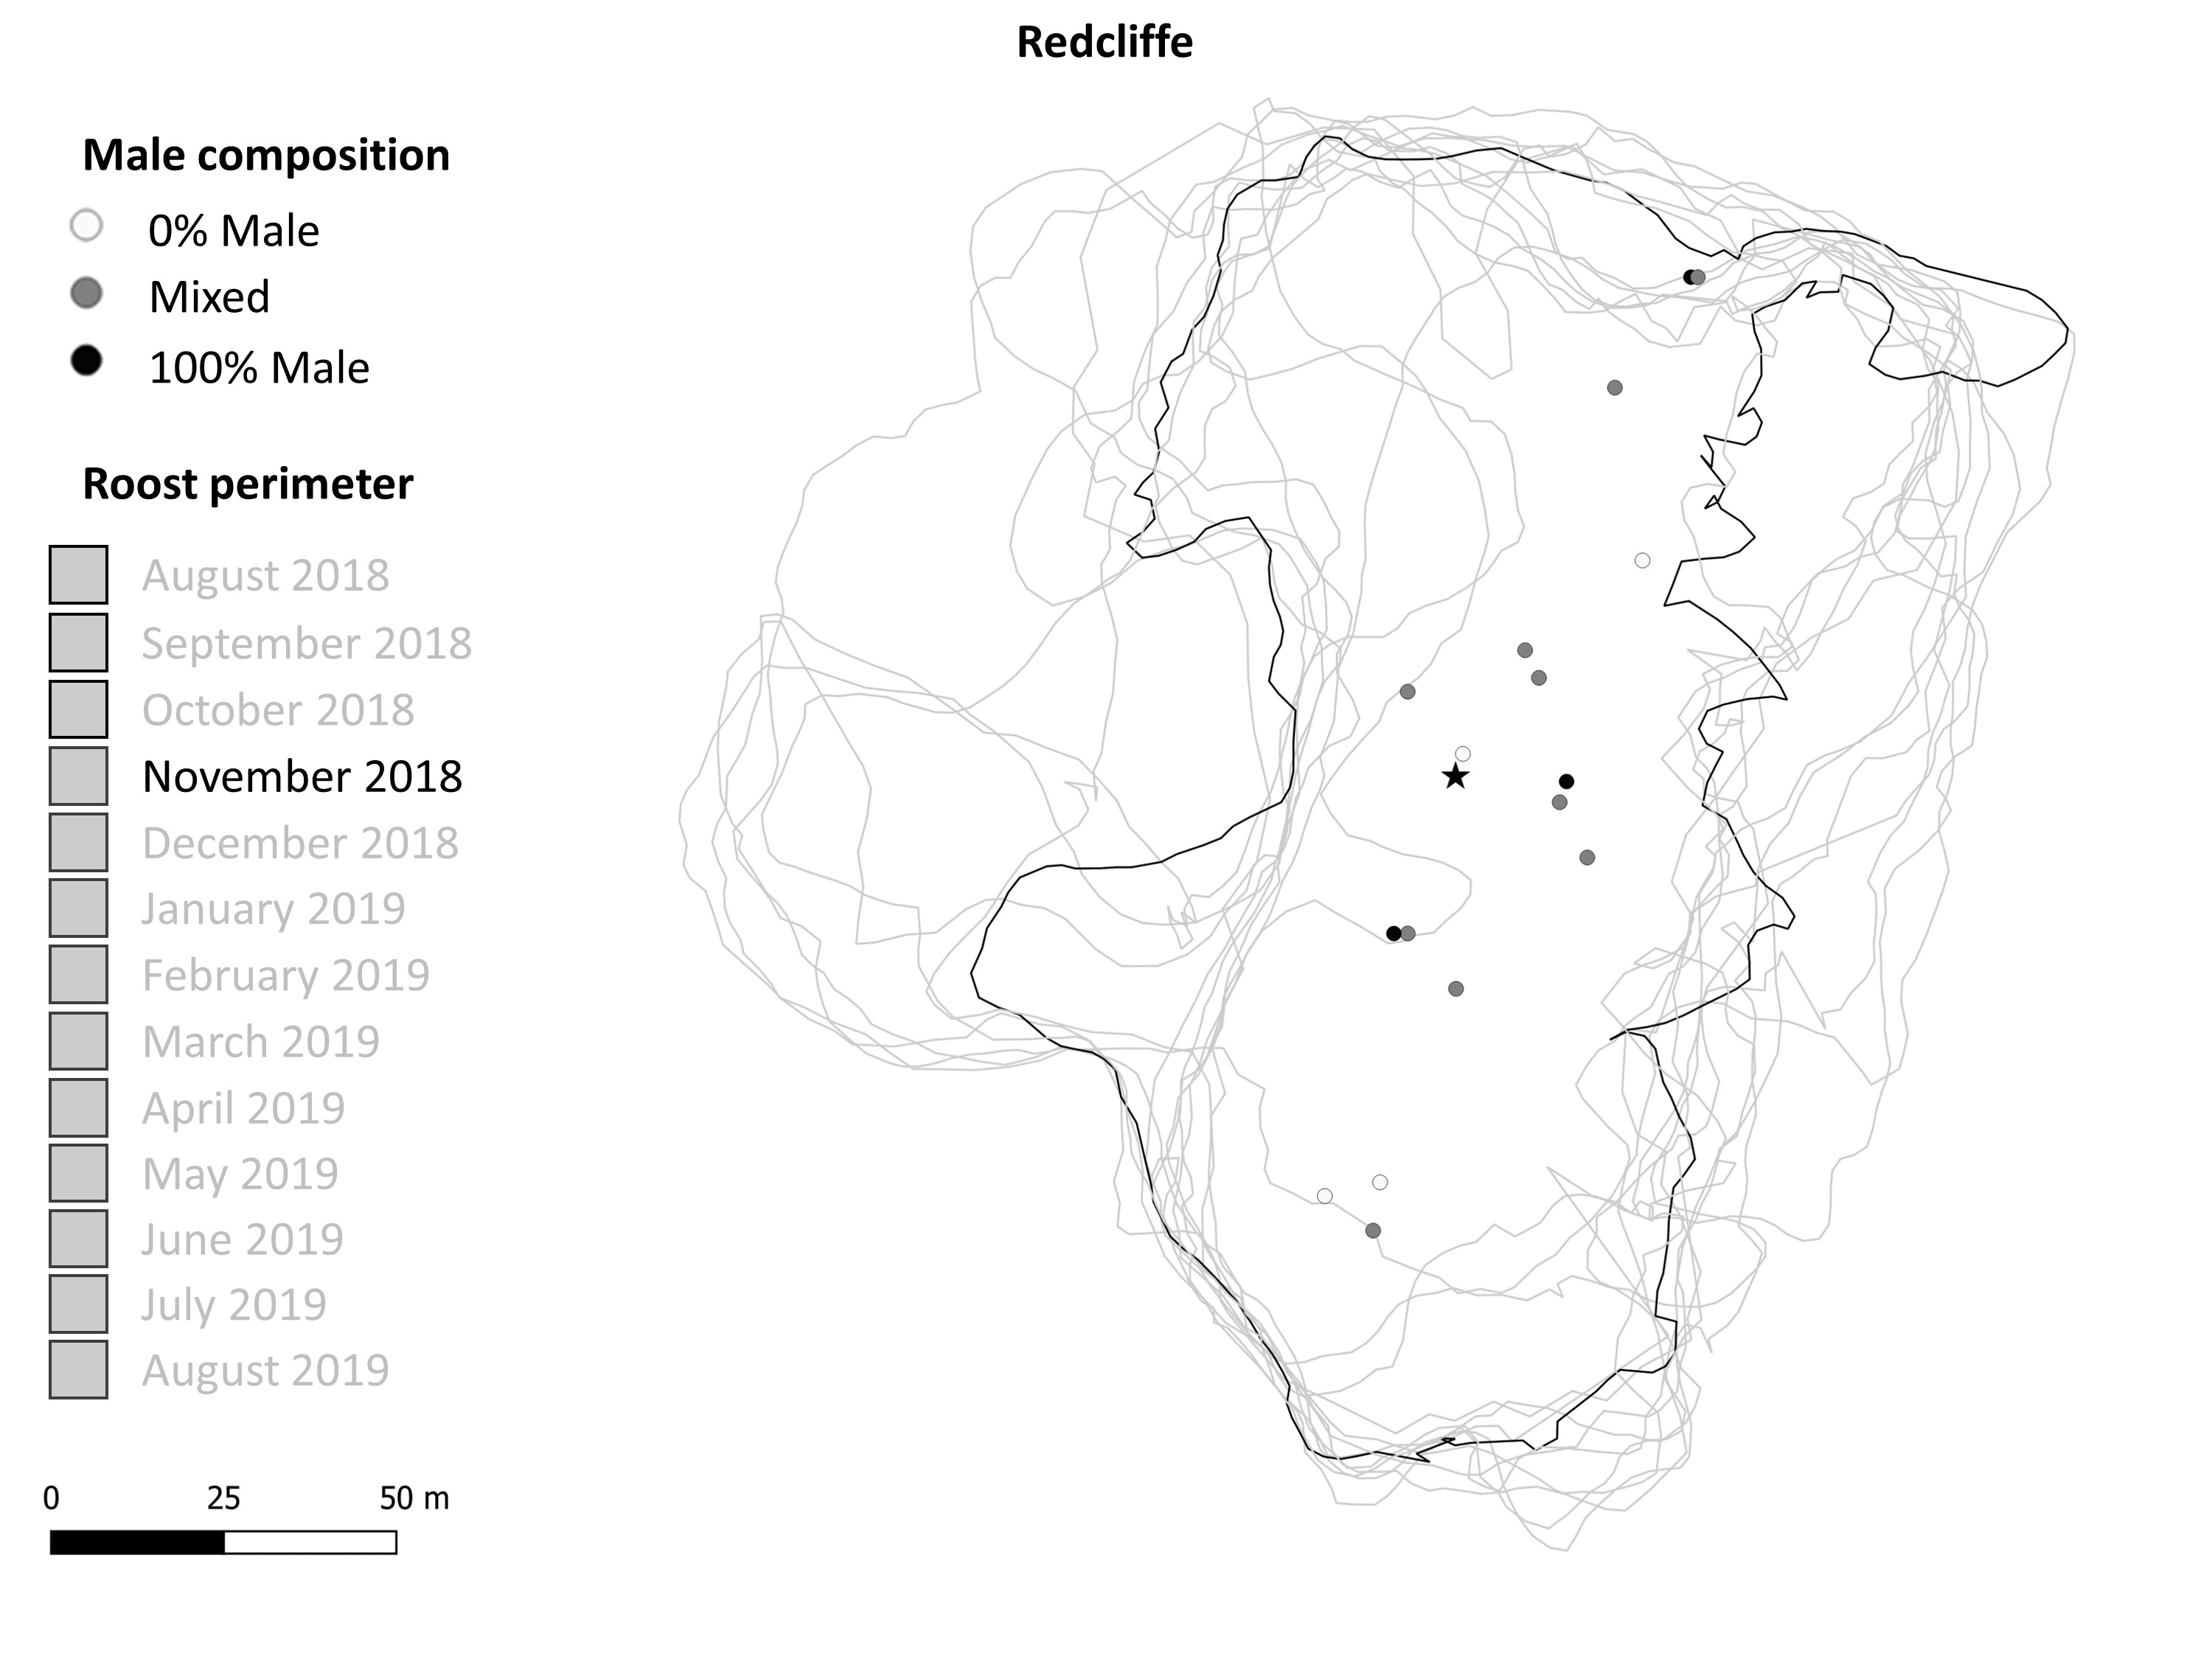 Redcliffe
Male composition
0% Male
Mixed
100% Male
Roost perimeter
August 2018
September 2018
October 2018
November 2018
December 2018
January 2019
February 2019
March 2019
April 2019
May 2019
June 2019
July 2019
August 2019
0 25 50 m